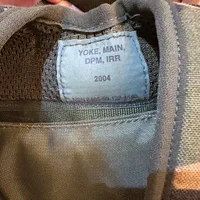 YOKE, MAIN,
DPM, IRR
2004